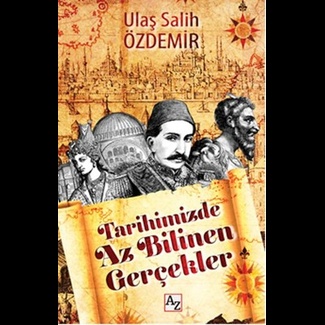 Ulaş Salih
ÖZDEMİR
Tarihimizde
Az Bilinen
Gerçekler
AZ